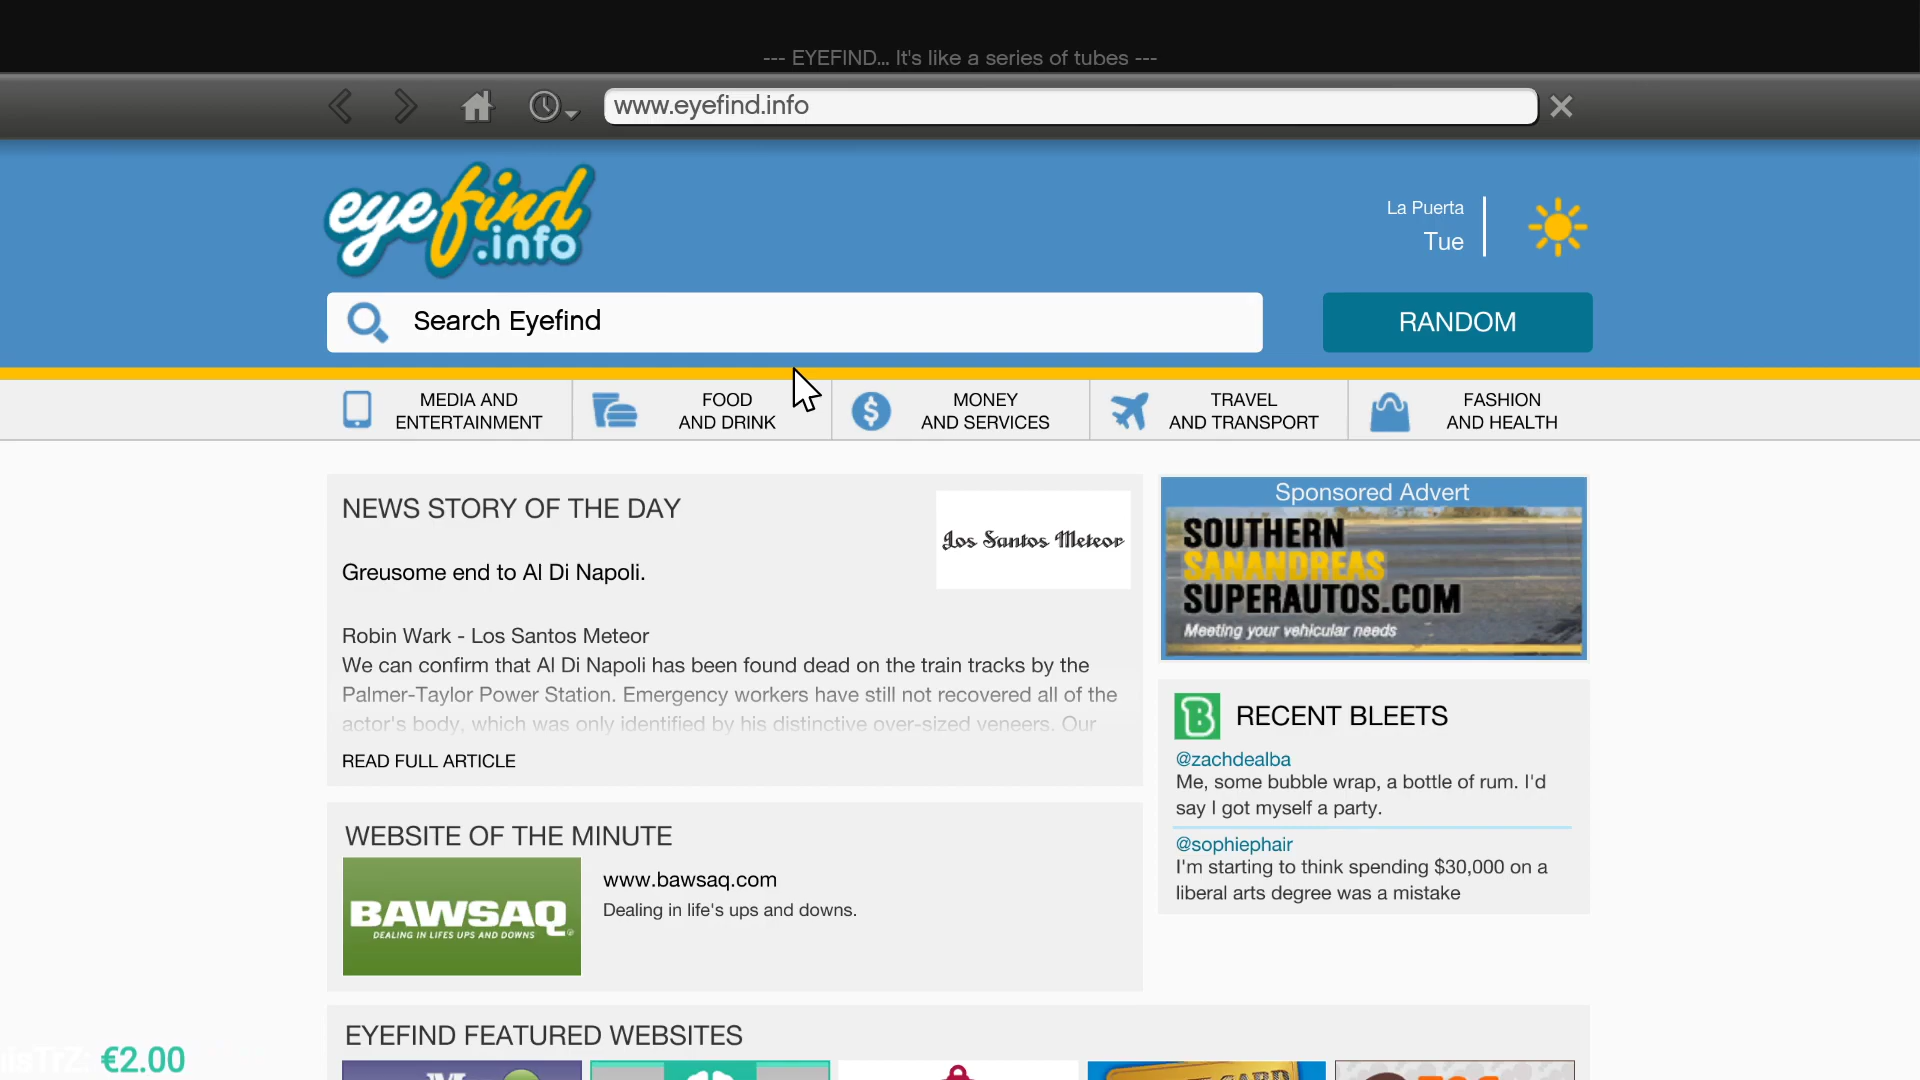 --- EYEFIND... It's like a series of tubes ---
www.eyefind.info
eyefind
.info
La Puerta
Tue
Search Eyefind
RANDOM
MEDIA AND
ENTERTAINMENT
FOOD
AND DRINK
MONEY
AND SERVICES
TRAVEL
AND TRANSPORT
FASHION
AND HEALTH
NEWS STORY OF THE DAY
Los Santos Meteor
Greusome end to Al Di Napoli.
Robin Wark - Los Santos Meteor
We can confirm that Al Di Napoli has been found dead on the train tracks by the
Palmer-Taylor Power Station. Emergency workers have still not recovered all of the
actor's body, which was only identified by his distinctive over-sized veneers. Our
READ FULL ARTICLE
Sponsored Advert
SOUTHERN
SANANDREAS
SUPERAUTOS.COM
Meeting your vehicular needs
RECENT BLEETS
@zachdealba
Me, some bubble wrap, a bottle of rum. I'd
say I got myself a party.
@sophiephair
I'm starting to think spending $30,000 on a
liberal arts degree was a mistake
WEBSITE OF THE MINUTE
BAWSAQ
DEALING IN LIFES UPS AND DOWNS
www.bawsaq.com
Dealing in life's ups and downs.
EYEFIND FEATURED WEBSITES
€2.00